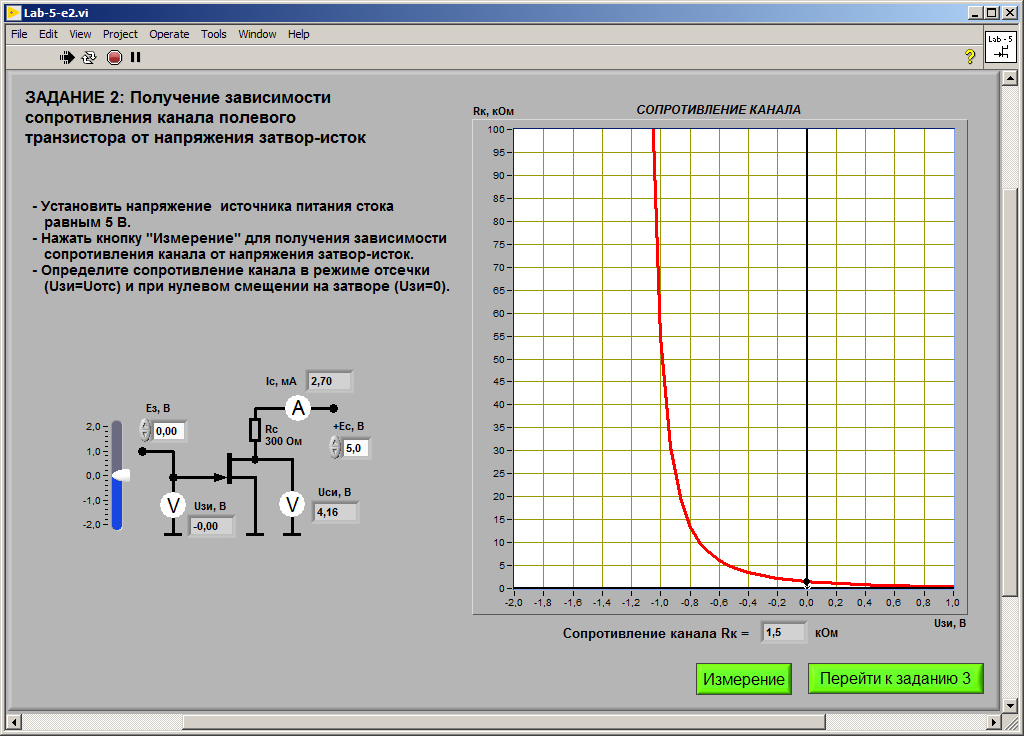 Lab-5-e2.vi
File Edit View Project Operate Tools Window Help
?
Lab - 5
ЗАДАНИЕ 2: Получение зависимости
сопротивления канала полевого
транзистора от напряжения затвор-исток
- Установить напряжение источника питания стока
равным 5 В.
- Нажать кнопку "Измерение" для получения зависимости
сопротивления канала от напряжения затвор-исток.
- Определите сопротивление канала в режиме отсечки
(Uзи=Uотс) и при нулевом смещении на затворе (Uзи=0).
Ic, мА 2,70
A
Eз, В
0,00
2,0
1,0
0,0
-1,0
-2,0
Rc
300 Ом
+Ec, В
5,0
V
Uзи, В
-0,00
V
Uси, В
4,16
Rк, кОм
СОПРОТИВЛЕНИЕ КАНАЛА
100
95
90
85
80
75
70
65
60
55
50
45
40
35
30
25
20
15
10
5
0
-2,0 -1,8 -1,6 -1,4 -1,2 -1,0 -0,8 -0,6 -0,4 -0,2 0,0 0,2 0,4 0,6 0,8 1,0
Uзи, В
Сопротивление канала Rк = 1,5 кОм
Измерение
Перейти к заданию 3